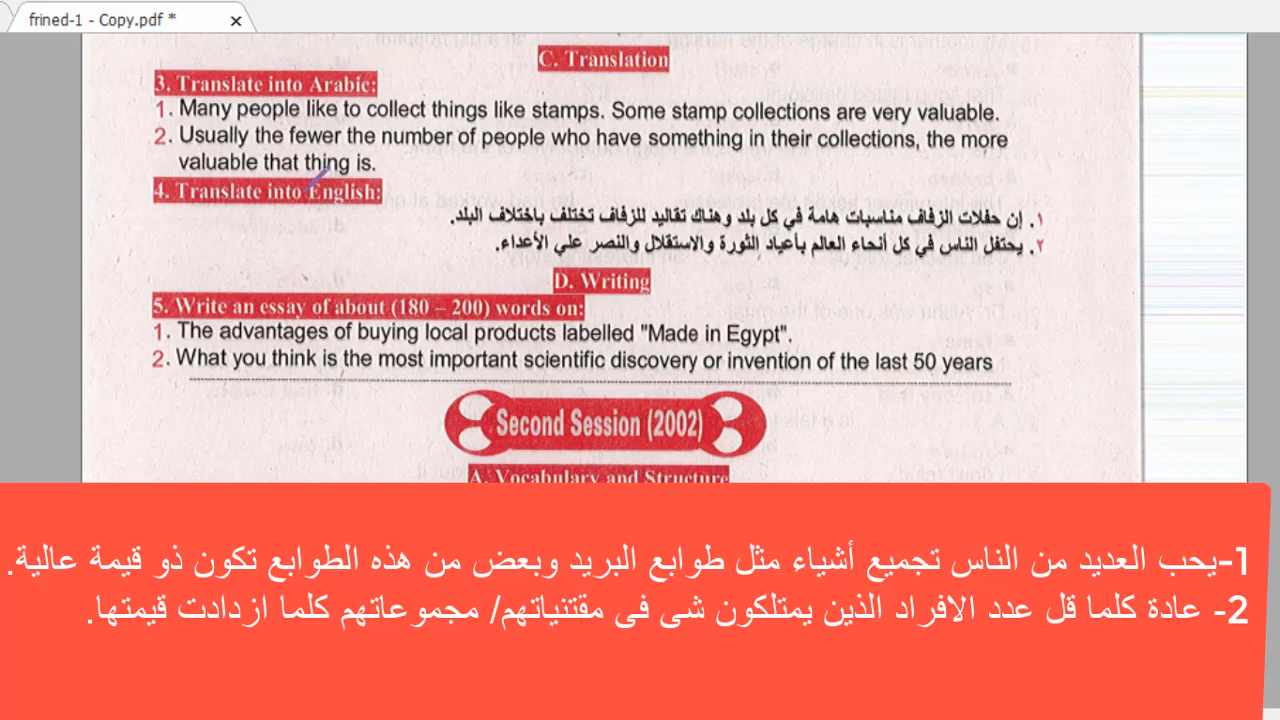 frined-1 - Copy.pdf *
C. Translation
3. Translate into Arabic:
1. Many people like to collect things like stamps. Some stamp collections are very valuable.
2. Usually the fewer the number of people who have something in their collections, the more
valuable that thing is.
4. Translate into English:
١. إن حفلات الزفاف مناسبات هامة في كل بلد وهناك تقاليد للزفاف تختلف باختلاف البلد.
٢. يحتفل الناس في كل أنحاء العالم بأعياد الثورة والاستقلال والنصر علي الأعداء.
D. Writing
5. Write an essay of about (180 – 200) words on:
1. The advantages of buying local products labelled "Made in Egypt".
2. What you think is the most important scientific discovery or invention of the last 50 years
Second Session (2002)
A. Vocabulary and Structure
1-يحب العديد من الناس تجميع أشياء مثل طوابع البريد وبعض من هذه الطوابع تكون ذو قيمة عالية.
2- عادة كلما قل عدد الافراد الذين يمتلكون شى فى مقتنياتهم/ مجموعاتهم كلما ازدادت قيمتها.